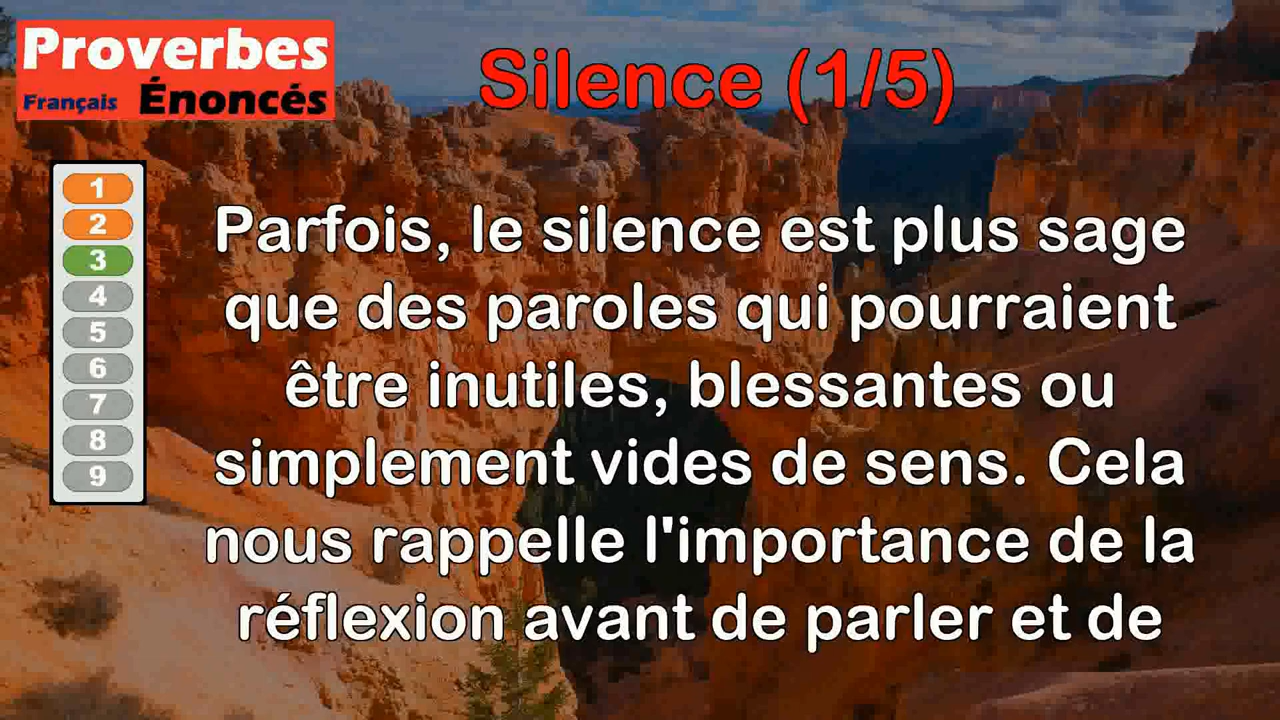 Proverbes
Français Énoncés
Silence (1/5)
1
2
3
4
5
6
7
8
9
Parfois, le silence est plus sage
que des paroles qui pourraient
être inutiles, blessantes ou
simplement vides de sens. Cela
nous rappelle l'importance de la
réflexion avant de parler et de